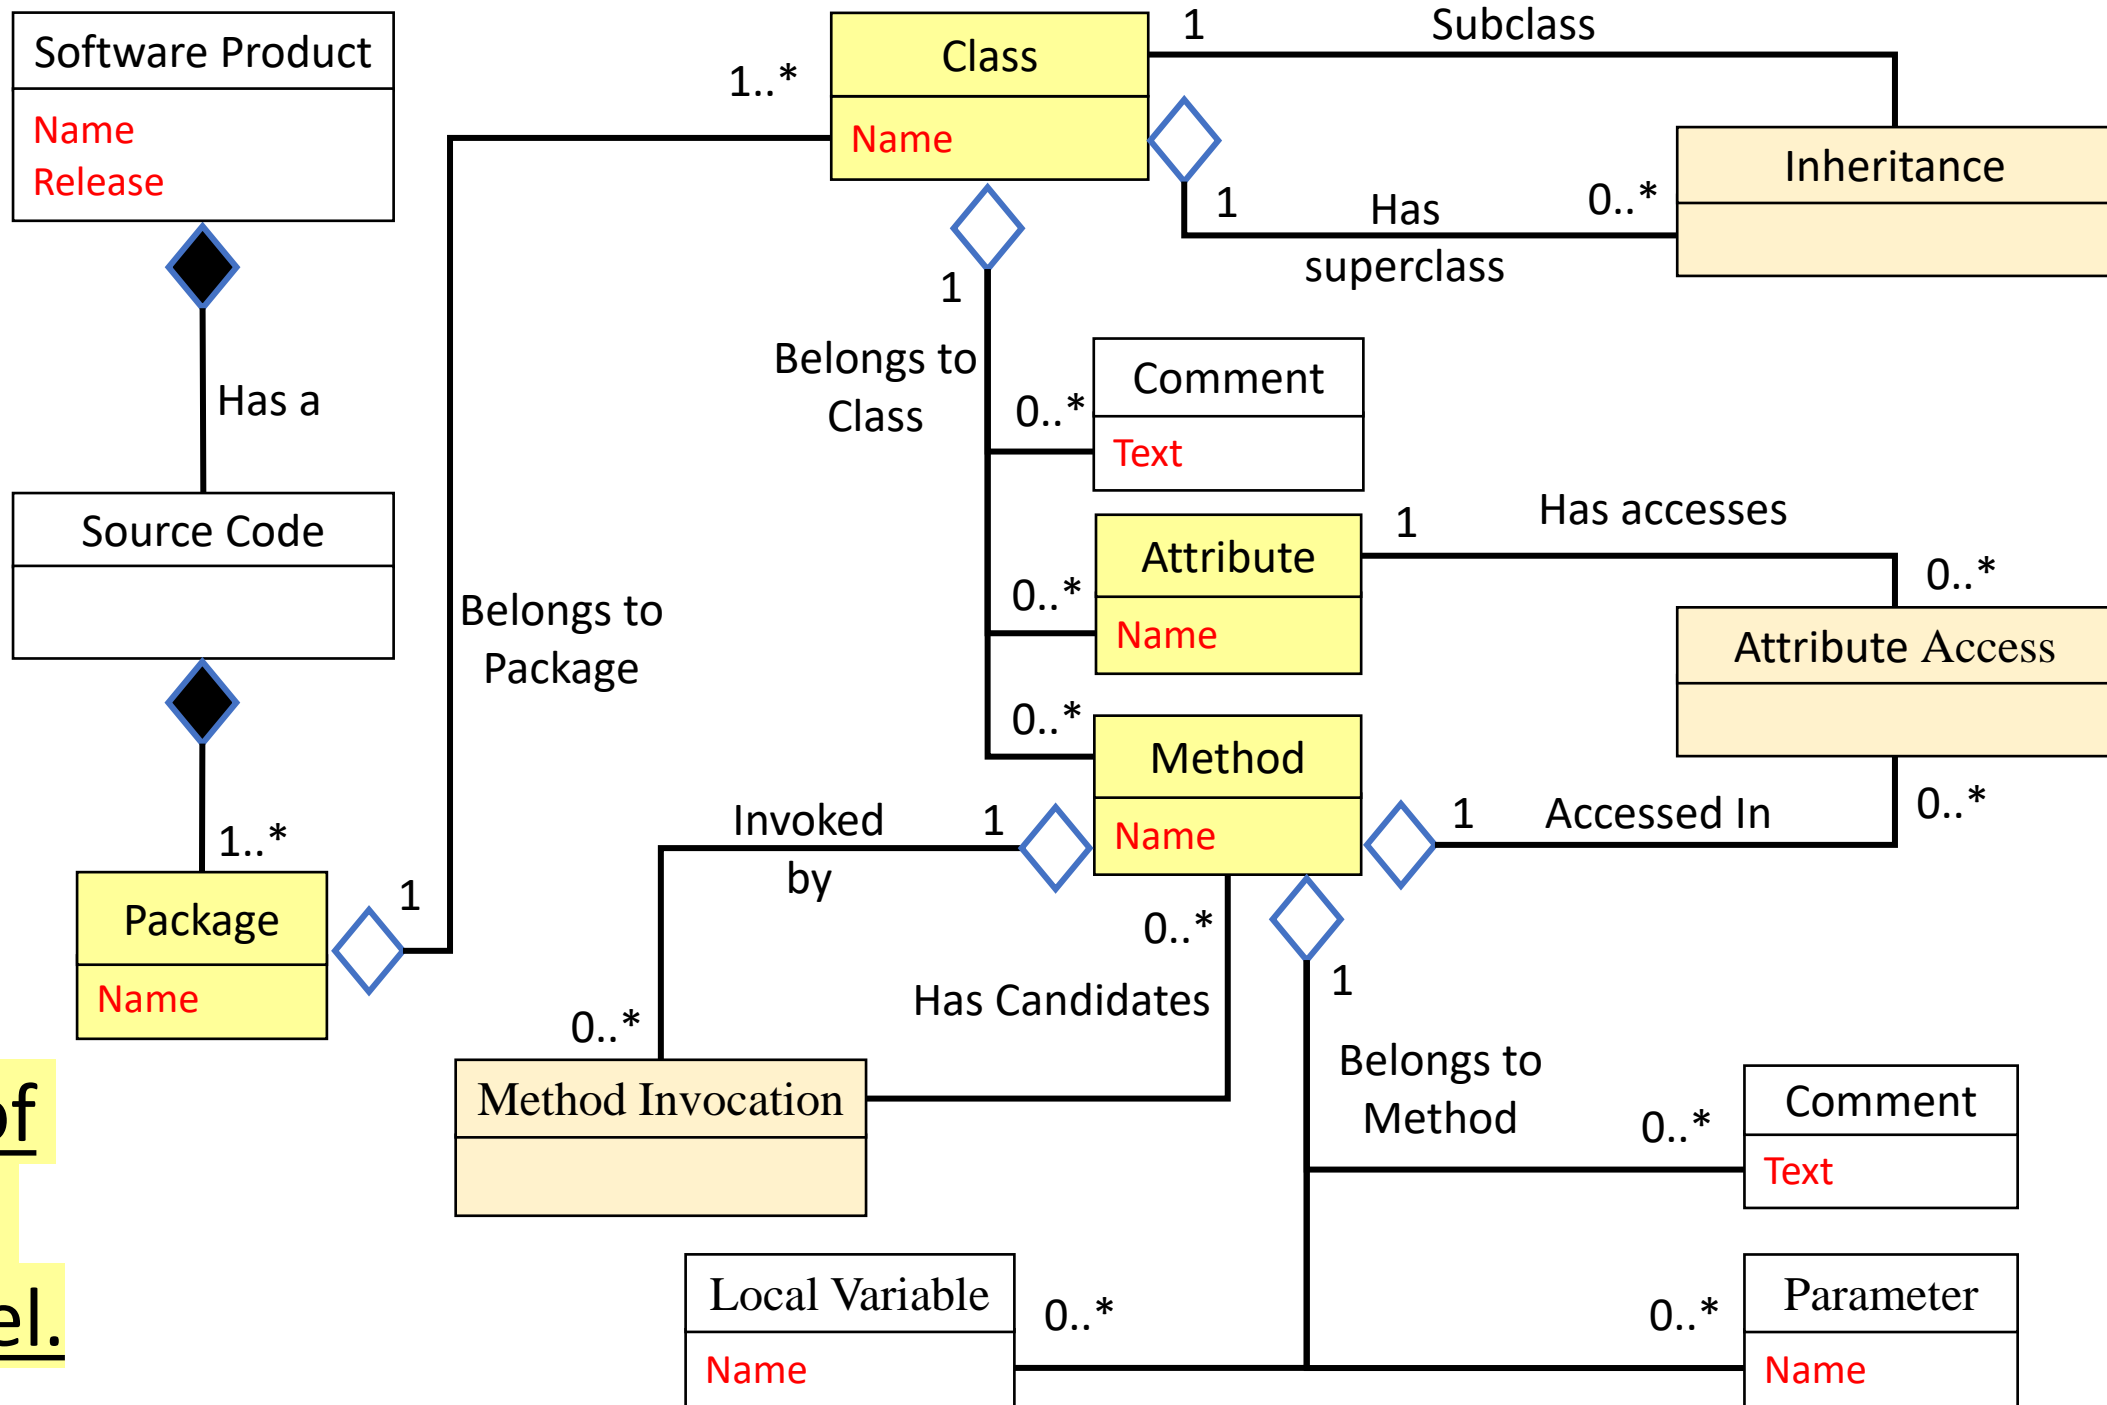 Software Product
Name
Release
Has a
Source Code
1..*
Package
Name
1
Belongs to
Package
1..*
Class
Name
1
Subclass
Inheritance
1
Has
superclass
0..*
1
Belongs to
Class
0..*
Comment
Text
0..*
Attribute
Name
1
Has accesses
0..*
Attribute Access
0..*
Method
Name
1
Accessed In
0..*
Invoked
by
1
0..*
Method Invocation
0..*
Has Candidates
1
Belongs to
Method
0..*
Comment
Text
Local Variable
Name
0..*
0..*
Parameter
Name
of
el.